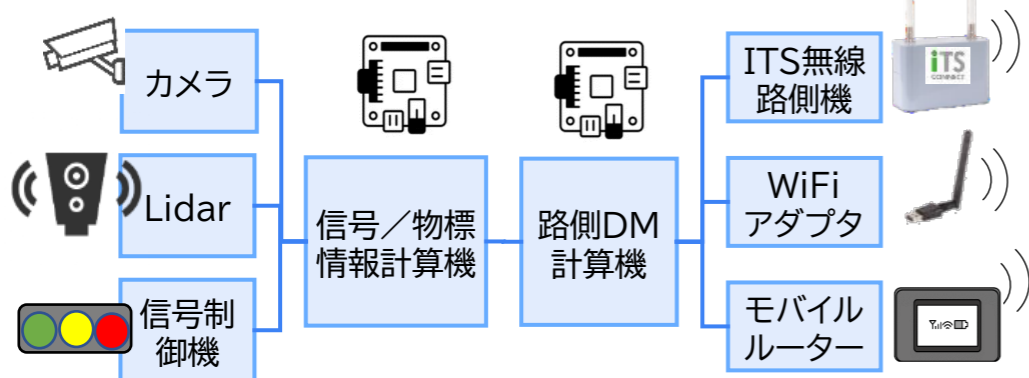 カメラ
Lidar
信号制
御機
信号／物標
情報計算機
路側DM
計算機
ITS無線
路側機
iTS
CONNECT
WiFi
アダプタ
モバイル
ルーター